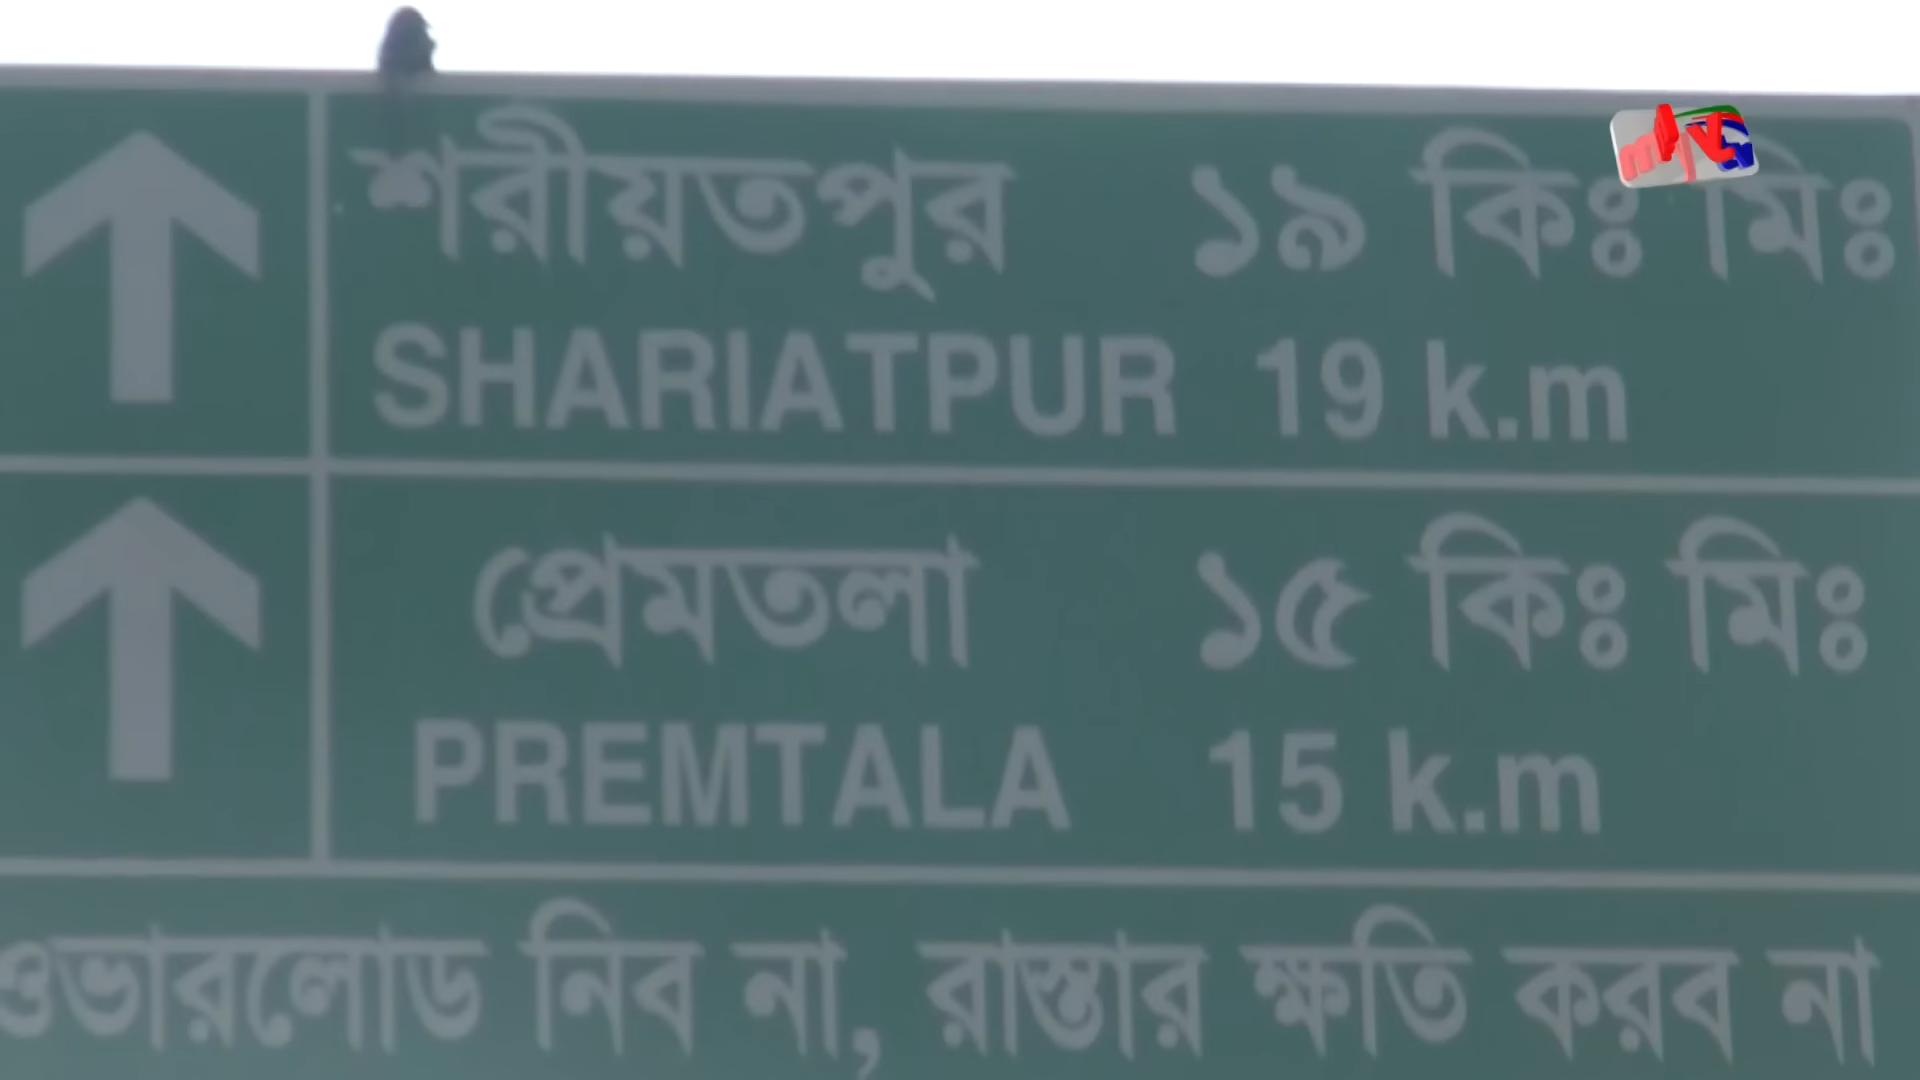 শরীয়তপুর ১৯ কিঃ মিঃ
SHARIATPUR 19 k.m
প্রেমতলা ১৫ কিঃ মিঃ
PREMTALA 15 k.m
ওভারলোড নিব না, রাস্তার ক্ষতি করব না